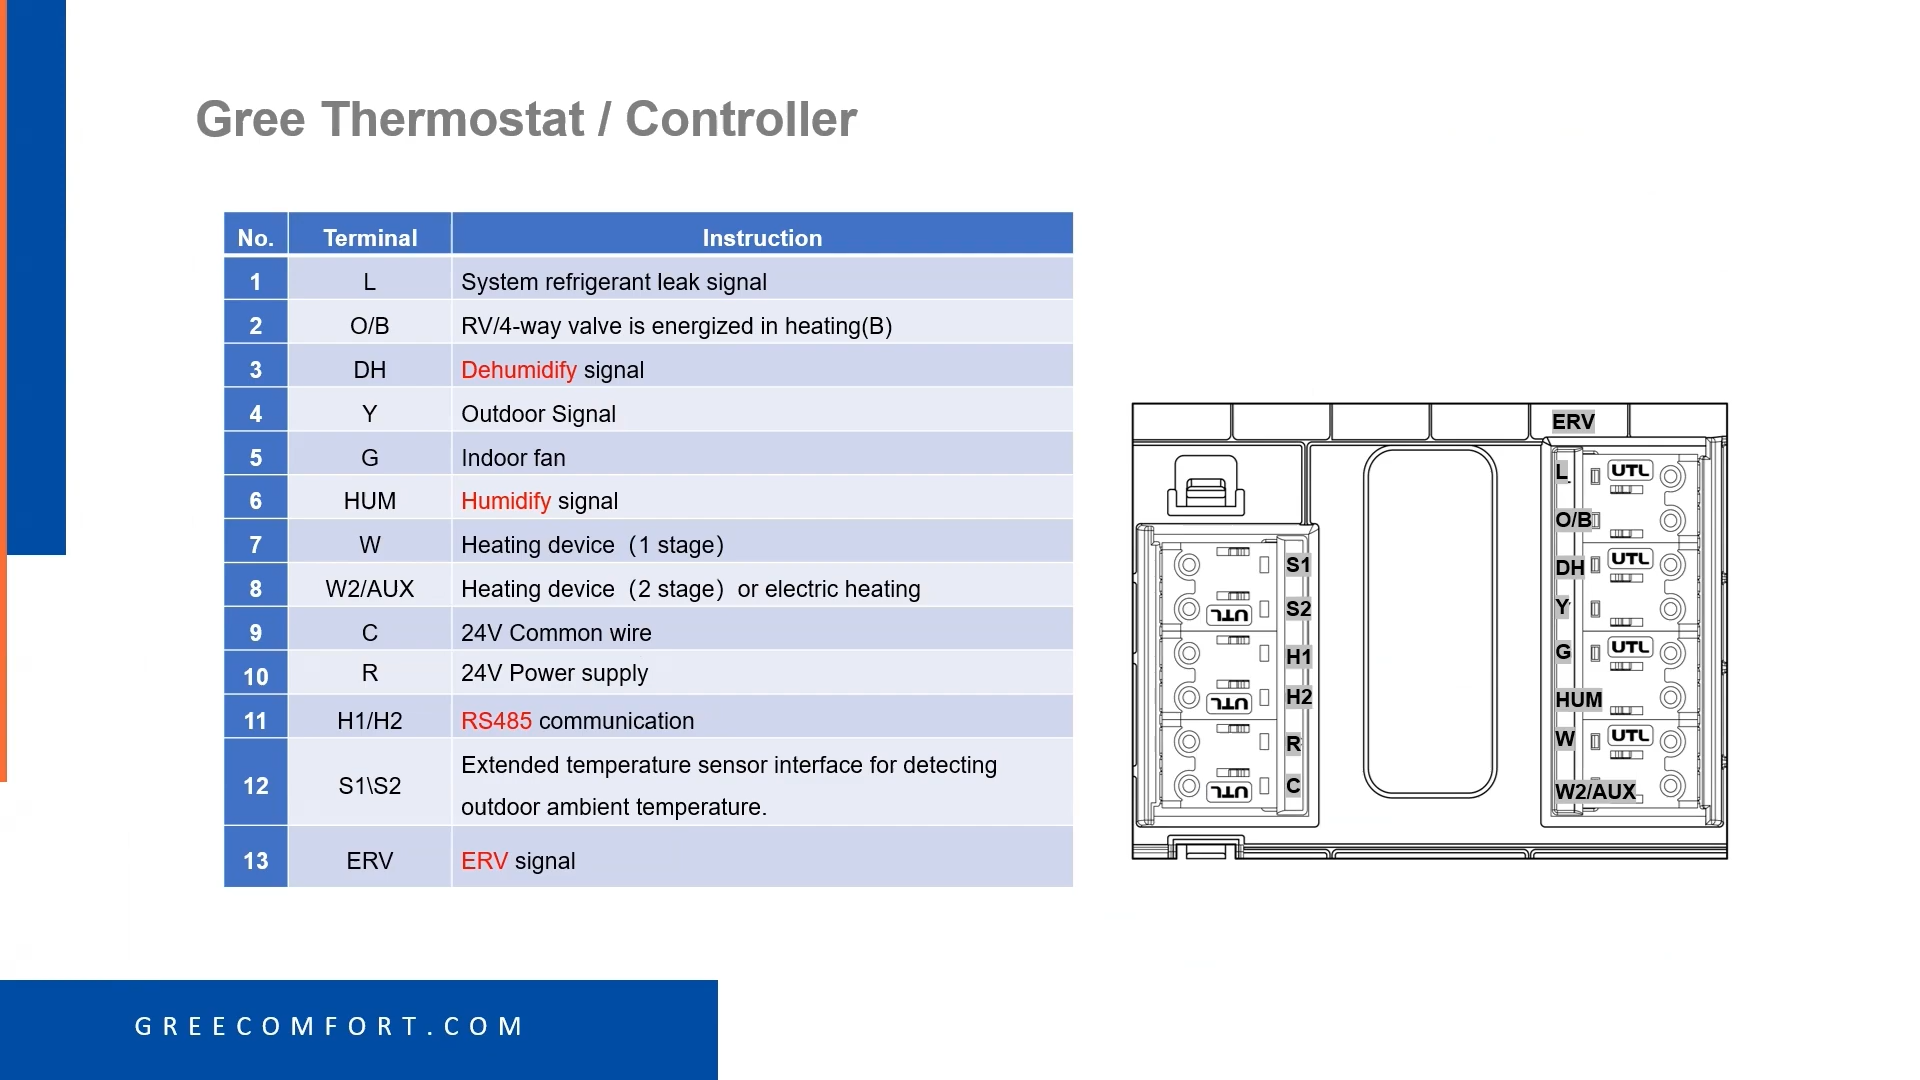 Gree Thermostat / Controller
No. Terminal Instruction
1 L System refrigerant leak signal
2 O/B RV/4-way valve is energized in heating(B)
3 DH Dehumidify signal
4 Y Outdoor Signal
5 G Indoor fan
6 HUM Humidify signal
7 W Heating device（1 stage）
8 W2/AUX Heating device（2 stage）or electric heating
9 C 24V Common wire
10 R 24V Power supply
11 H1/H2 RS485 communication
12 S1\S2 Extended temperature sensor interface for detecting
outdoor ambient temperature.
13 ERV ERV signal
S1
S2
UTL
H1
H2
UTL
R
C
UTL
ERV
L UTL
O/B
DH UTL
Y
G UTL
HUM
W UTL
W2/AUX
GREECOMFORT.COM